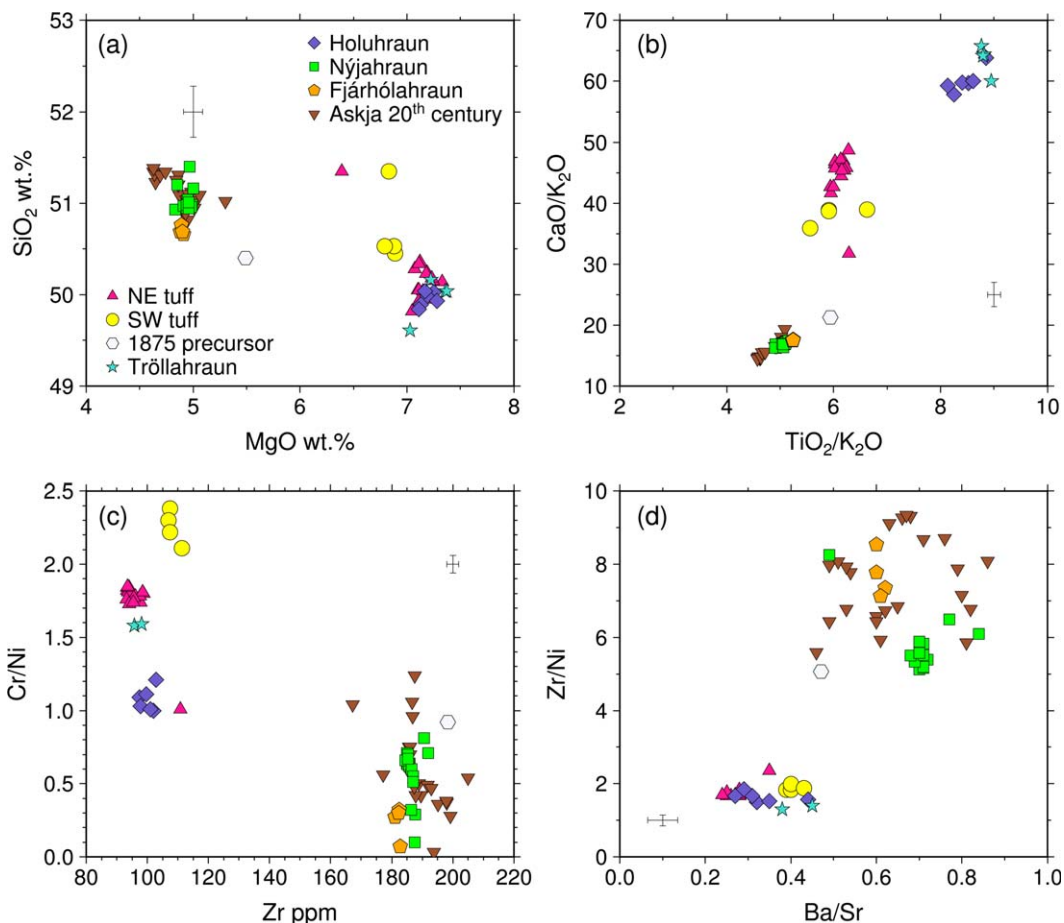 (a)
Holuhraun
Nýjahraun
Fjárhólahraun
Askja 20th century
NE tuff
SW tuff
1875 precursor
Tröllahraun
SiO2 wt.%
53
52
51
50
49
4 5 6 7 8
MgO wt.%
(b)
CaO/K2O
70
60
50
40
30
20
10
2 4 6 8 10
TiO2/K2O
(c)
Cr/Ni
2.5
2.0
1.5
1.0
0.5
0.0
80 100 120 140 160 180 200 220
Zr ppm
(d)
Zr/Ni
10
8
6
4
2
0
0.0 0.2 0.4 0.6 0.8 1.0
Ba/Sr